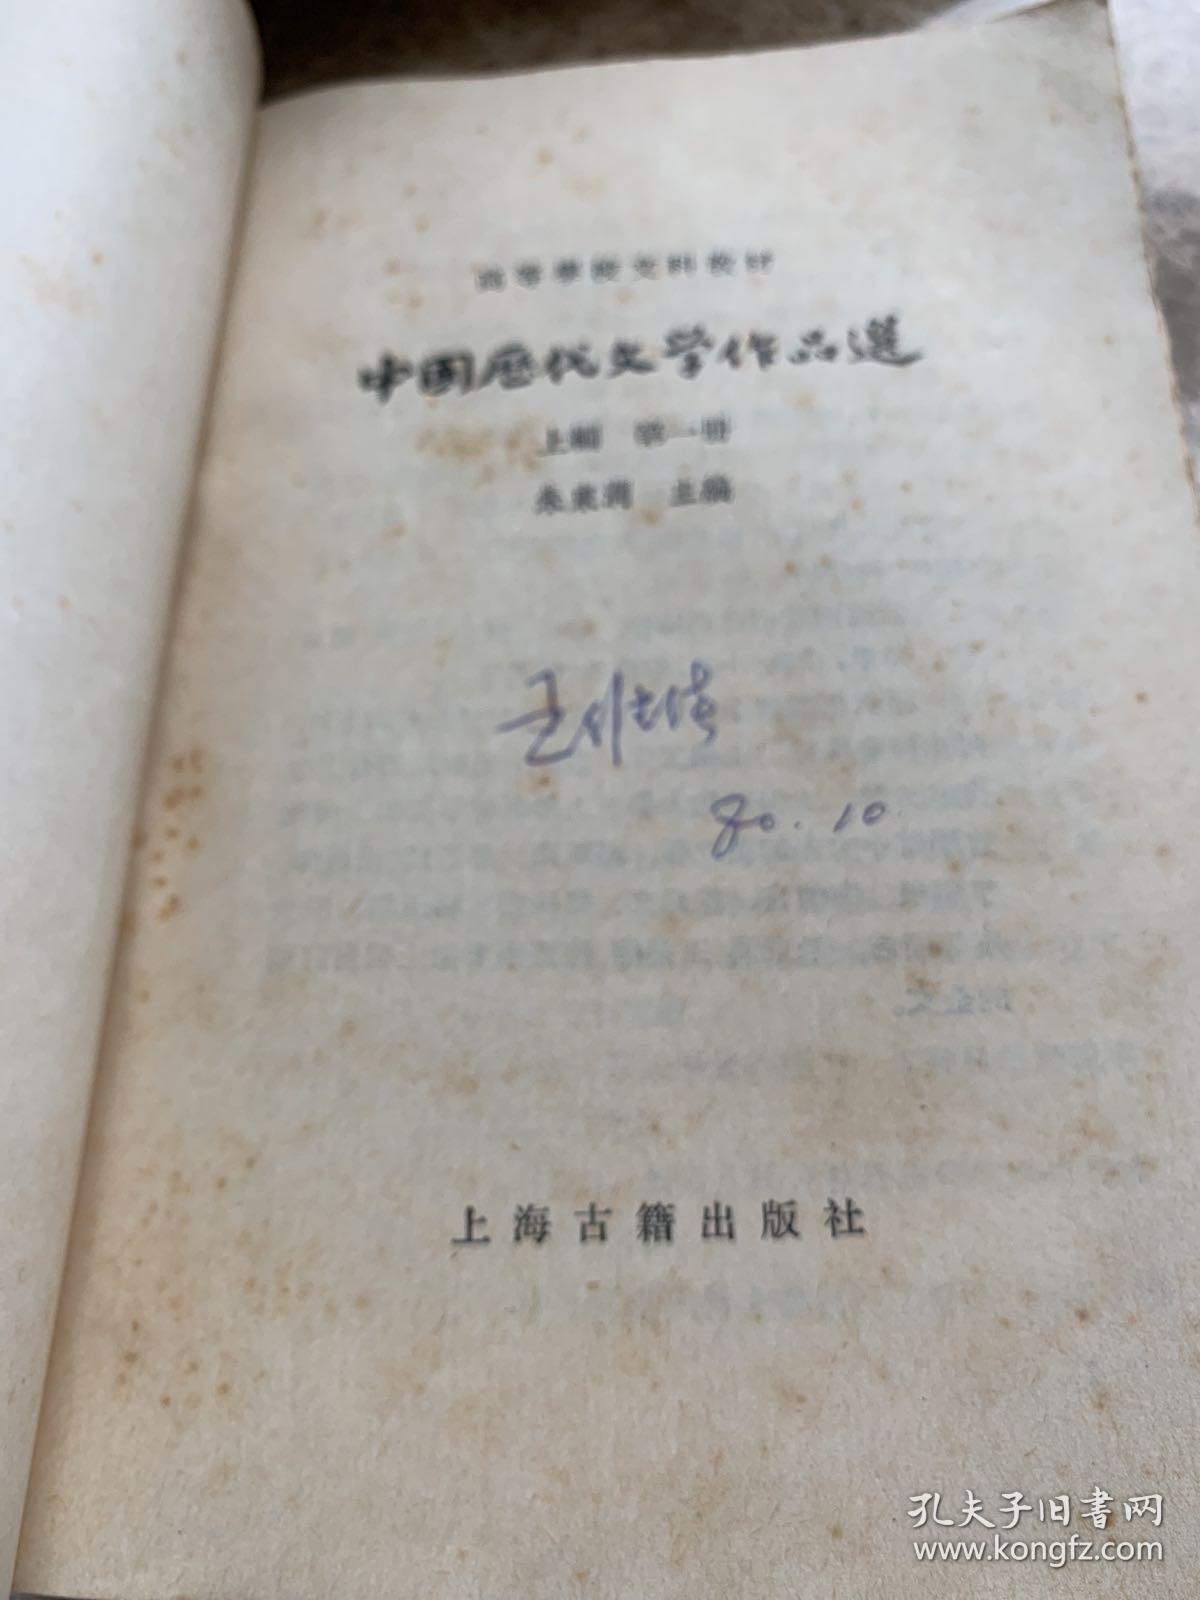 高等学校文科教材
中国历代文学作品选
上编 第一册
朱东润 主编
80.10.
上海古籍出版社
孔夫子旧书网
www.kongfz.com